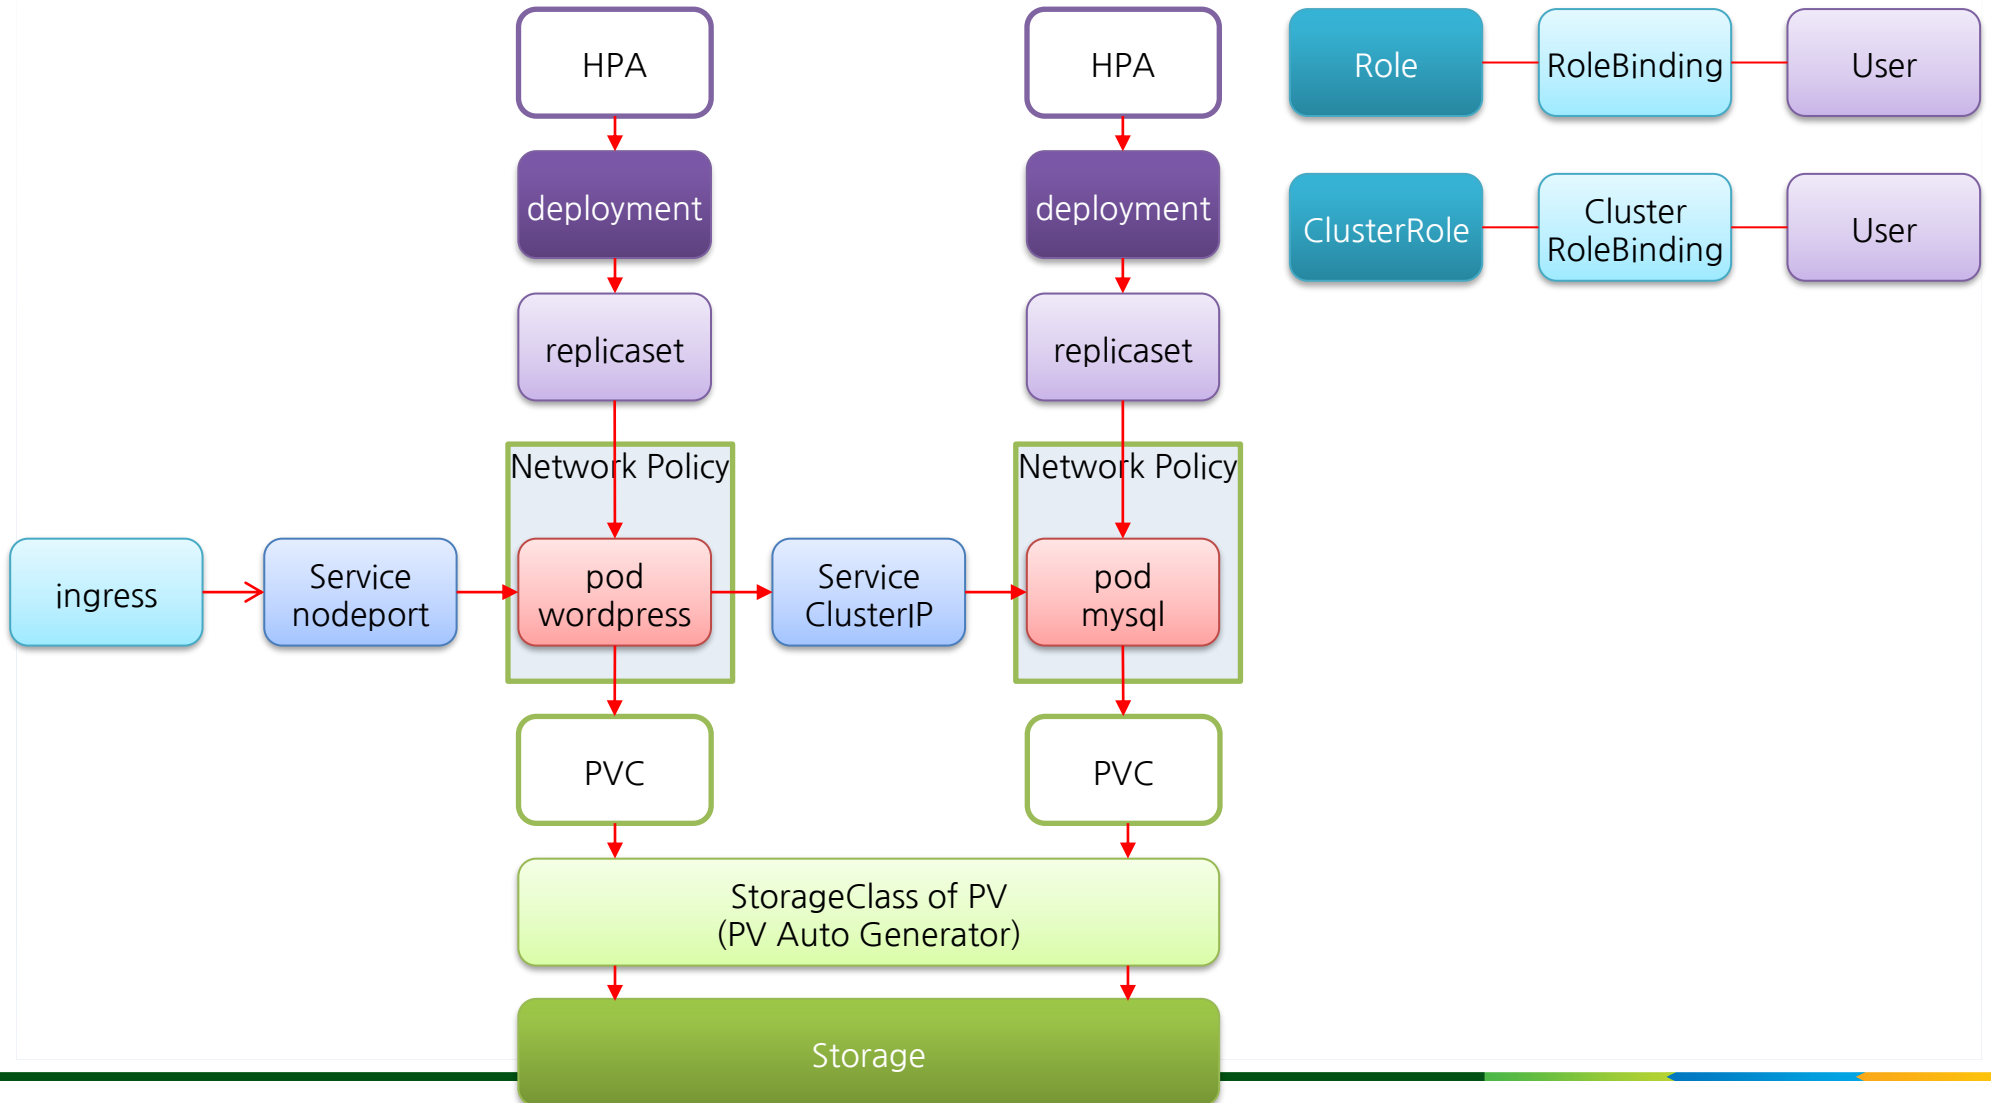 HPA
HPA
Role
RoleBinding
User
deployment
deployment
ClusterRole
Cluster
RoleBinding
User
replicaset
replicaset
Network Policy
Network Policy
ingress
Service
nodeport
pod
wordpress
Service
ClusterIP
pod
mysql
PVC
PVC
StorageClass of PV
(PV Auto Generator)
Storage